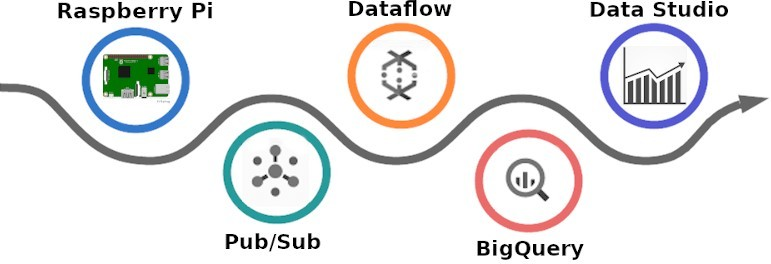 Raspberry Pi
Pub/Sub
Dataflow
BigQuery
Data Studio